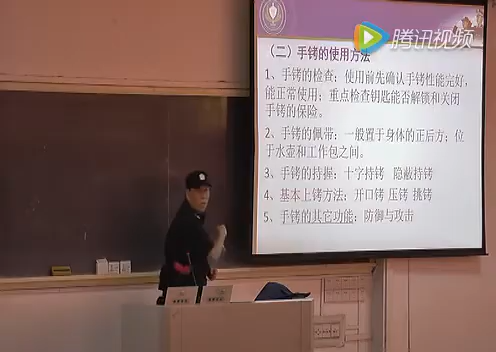 腾讯视频
（二）手铐的使用方法
1、手铐的检查：使用前先确认手铐性能完好，
能正常使用；重点检查钥匙能否解锁和关闭
手铐的保险。
2、手铐的佩带：一般置于身体的正后方；位
于水壶和工作包之间。
3、手铐的持握：十字持铐 隐蔽持铐
4、基本上铐方法：开口铐 压铐 挑铐
5、手铐的其它功能：防御与攻击